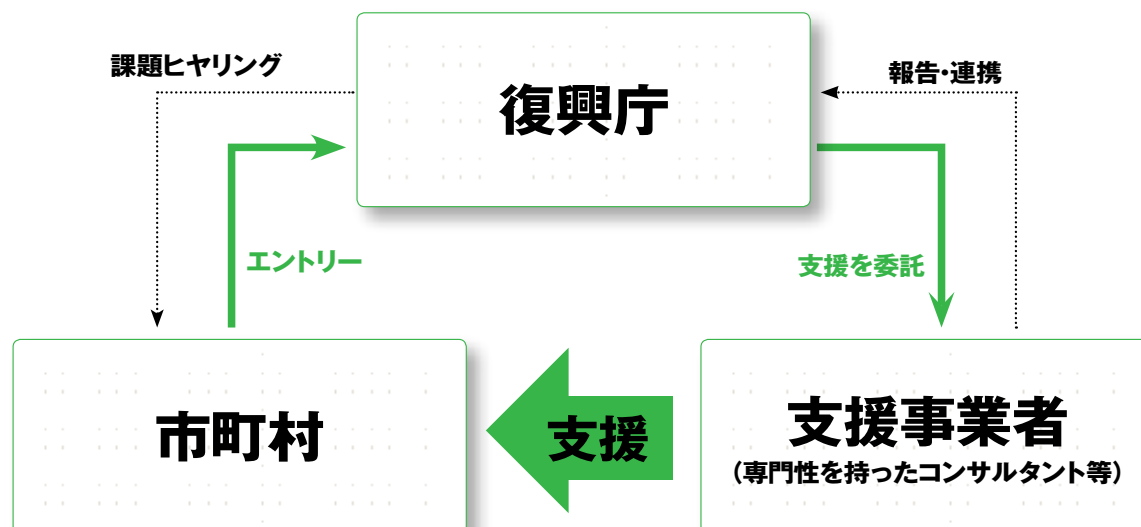 課題ヒヤリング
復興庁
報告・連携
エントリー
支援を委託
市町村
支援
支援事業者
(専門性を持ったコンサルタント等)